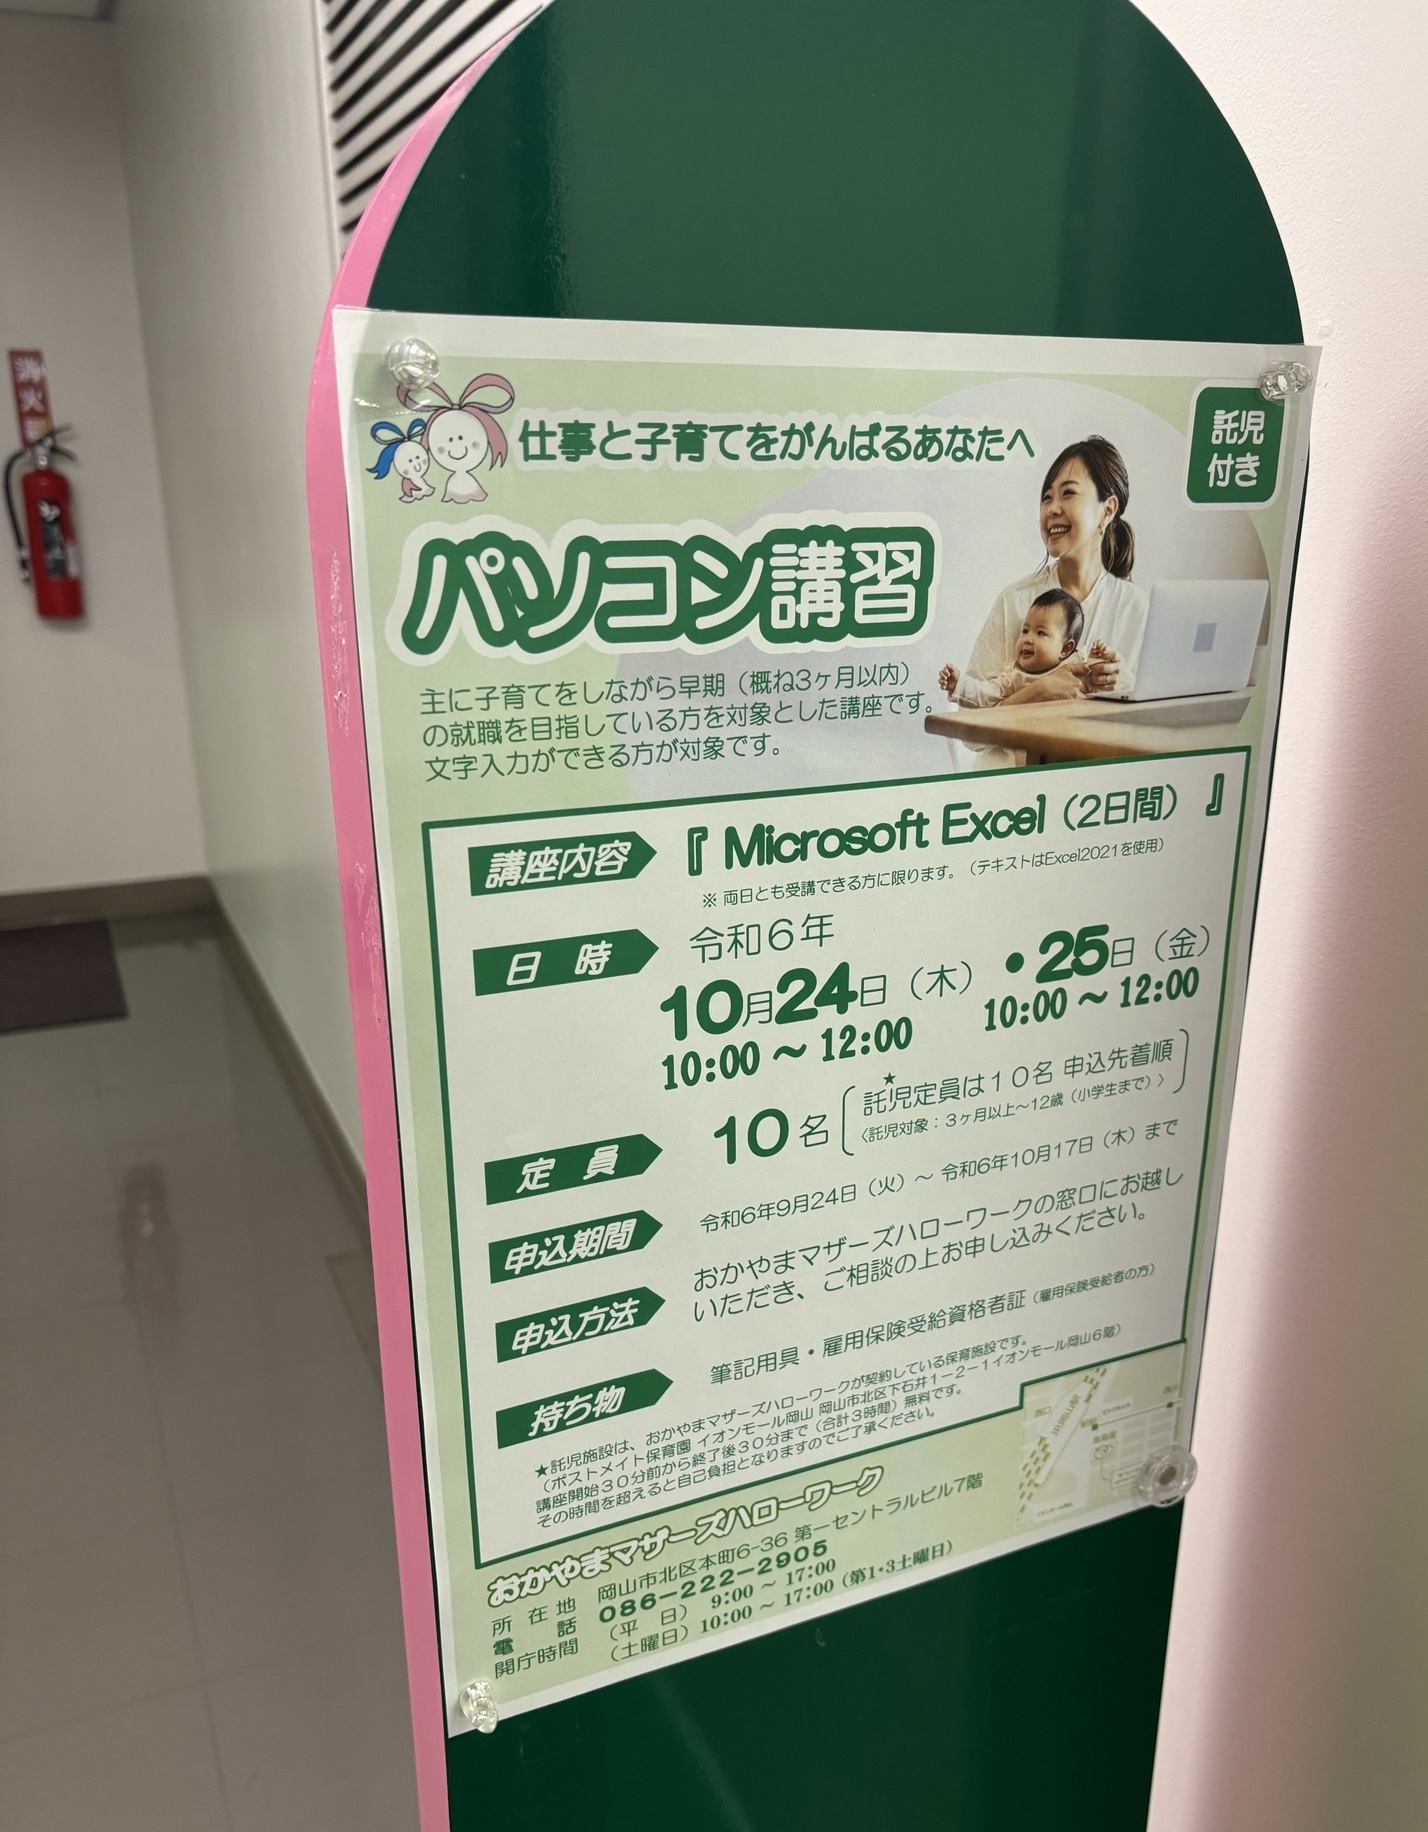 消火器
仕事と子育てをがんばるあなたへ
託児
付き
パソコン講習
主に子育てをしながら早期（概ね3ヶ月以内）
の就職を目指している方を対象とした講座です。
文字入力ができる方が対象です。
講座内容
『 Microsoft Excel（2日間）』
※ 両日とも受講できる方に限ります。（テキストはExcel2021を使用）
日 時
令和６年
10月24日（木）・25日（金）
10:00 〜 12:00 10:00 〜 12:00
定 員
10名
★
託児定員は１０名 申込先着順
〈託児対象：３ヶ月以上〜12歳（小学生まで）〉
申込期間
令和6年9月24日（火）〜 令和6年10月17日（木）まで
申込方法
おかやまマザーズハローワークの窓口にお越し
いただき、ご相談の上お申し込みください。
持ち物
筆記用具・雇用保険受給資格者証（雇用保険受給者の方）
★託児施設は、おかやまマザーズハローワークが契約している保育施設です。
（ポストメイト保育園 イオンモール岡山 岡山市北区下石井１－２－１イオンモール岡山６階）
講座開始３０分前から終了後３０分まで（合計３時間）無料です。
その時間を超えると自己負担となりますのでご了承ください。
おかやまマザーズハローワーク
所 在 地 岡山市北区本町6-36 第一セントラルビル7階
電 話 086-222-2905
開庁時間 （平 日） 9:00 〜 17:00
（土曜日）10:00 〜 17:00（第1・3土曜日）
高島屋